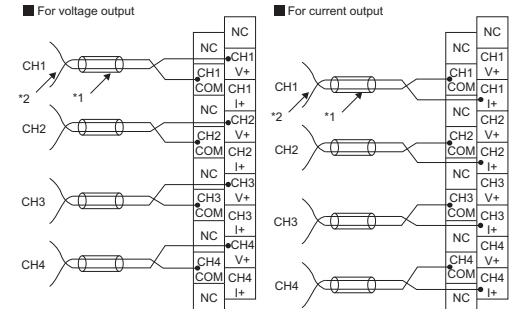 ■ For voltage output
NC
NC
CH1
V+
CH1
COM
CH1
I+
NC
CH2
V+
CH2
COM
CH2
I+
NC
CH3
V+
CH3
COM
CH3
I+
NC
CH4
V+
CH4
COM
CH4
I+
NC
CH1
*2
*1
CH2
CH3
CH4
■ For current output
NC
NC
CH1
V+
CH1
COM
CH1
I+
NC
CH2
V+
CH2
COM
CH2
I+
NC
CH3
V+
CH3
COM
CH3
I+
NC
CH4
V+
CH4
COM
CH4
I+
NC
CH1
*2
*1
CH2
CH3
CH4